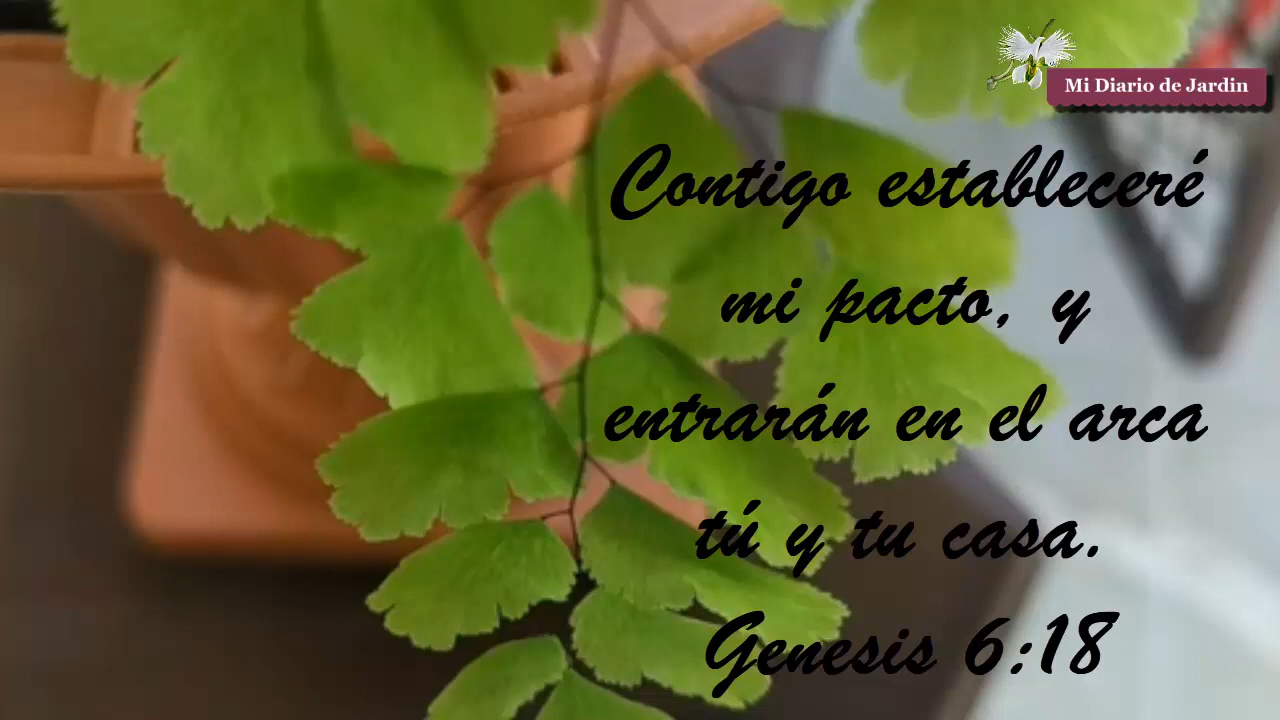 Mi Diario de Jardin
Contigo estableceré
mi pacto, y
entrarán en el arca
tú y tu casa.
Genesis 6:18